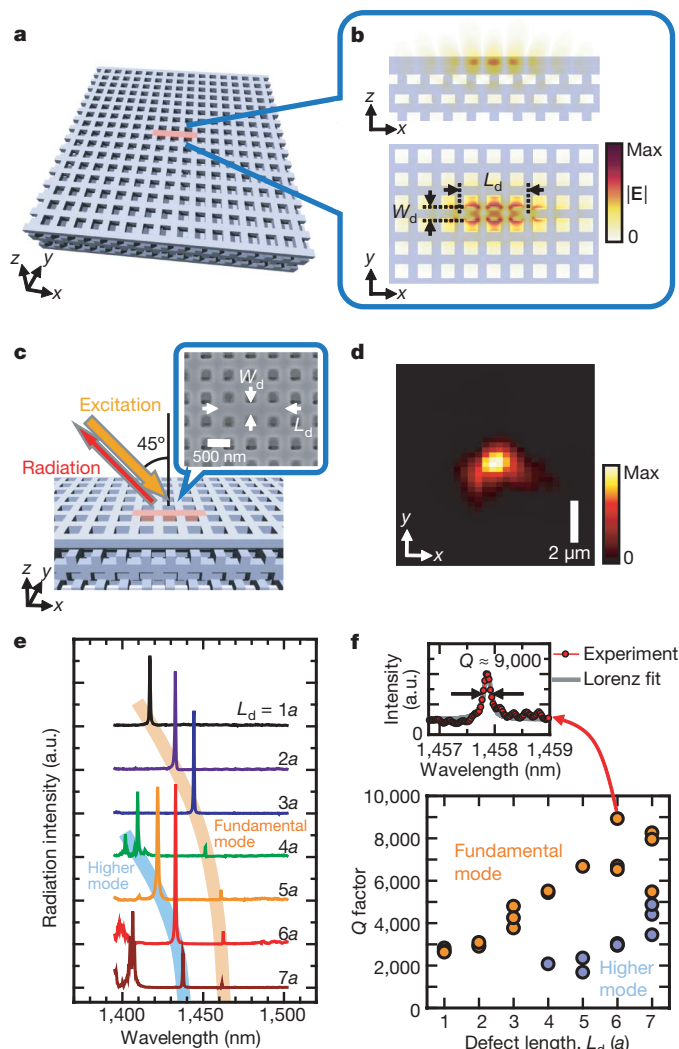 a
z
y
x
b
z
x
L_d
W_d
Max
|E|
0
y
x
c
Excitation
45º
Radiation
W_d
L_d
500 nm
z
y
x
d
y
x
2 µm
Max
0
e
Radiation intensity (a.u.)
L_d = 1a
2a
3a
Fundamental
mode
4a
Higher
mode
5a
6a
7a
1,400 1,450 1,500
Wavelength (nm)
f
Intensity
(a.u.)
0
Q ≈ 9,000
Experiment
Lorenz fit
1,457 1,458 1,459
Wavelength (nm)
Q factor
10,000
8,000
6,000
4,000
2,000
0
Fundamental
mode
Higher
mode
1 2 3 4 5 6 7
Defect length, L_d (a)